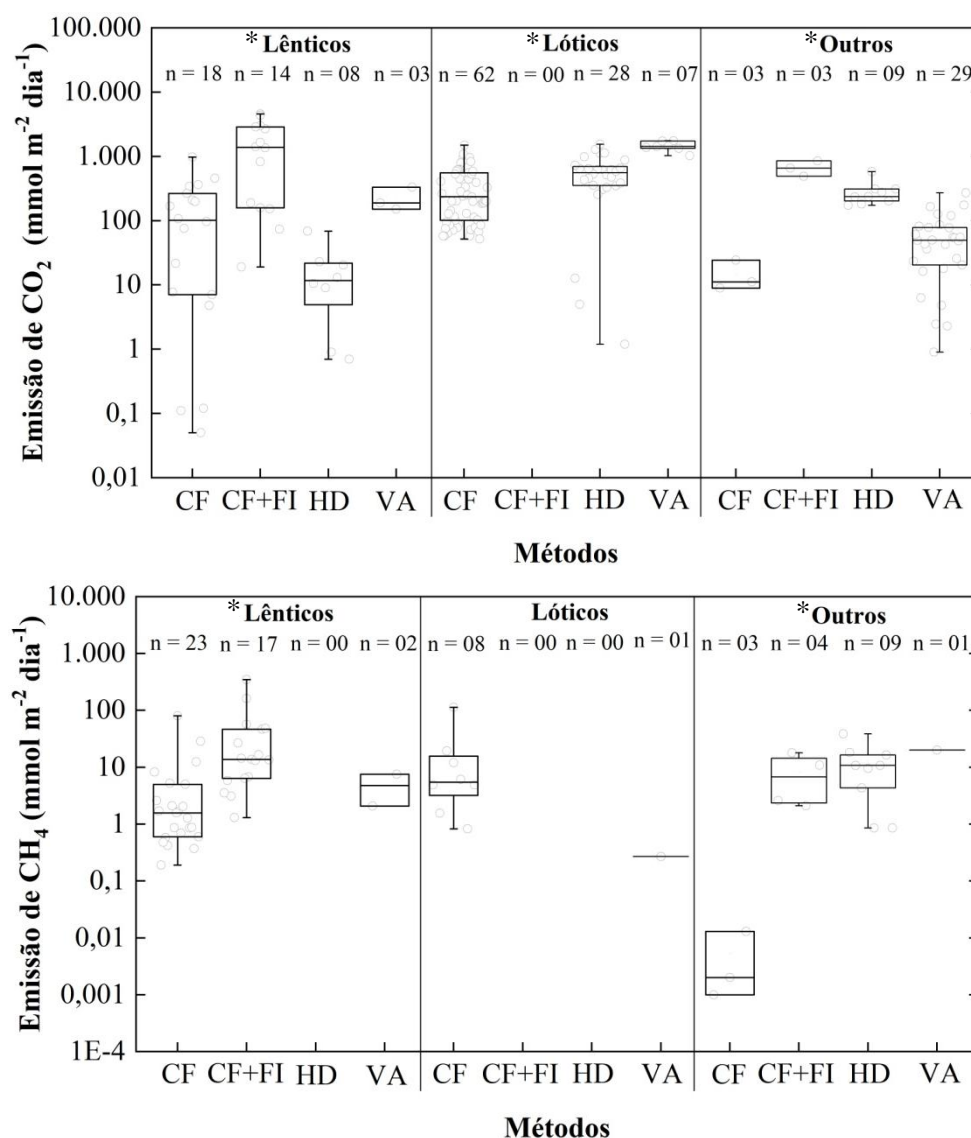 100.000
10.000
1.000
100
10
1
0,1
0,01
Emissão de CO2 (mmol m-2 dia-1)
*Lênticos *Lóticos *Outros
n = 18 n = 14 n = 08 n = 03 n = 62 n = 00 n = 28 n = 07 n = 03 n = 03 n = 09 n = 29
CF CF+FI HD VA CF CF+FI HD VA CF CF+FI HD VA
Métodos
10.000
1.000
100
10
1
0,1
0,01
0,001
1E-4
Emissão de CH4 (mmol m-2 dia-1)
*Lênticos Lóticos *Outros
n = 23 n = 17 n = 00 n = 02 n = 08 n = 00 n = 00 n = 01 n = 03 n = 04 n = 09 n = 01
CF CF+FI HD VA CF CF+FI HD VA CF CF+FI HD VA
Métodos